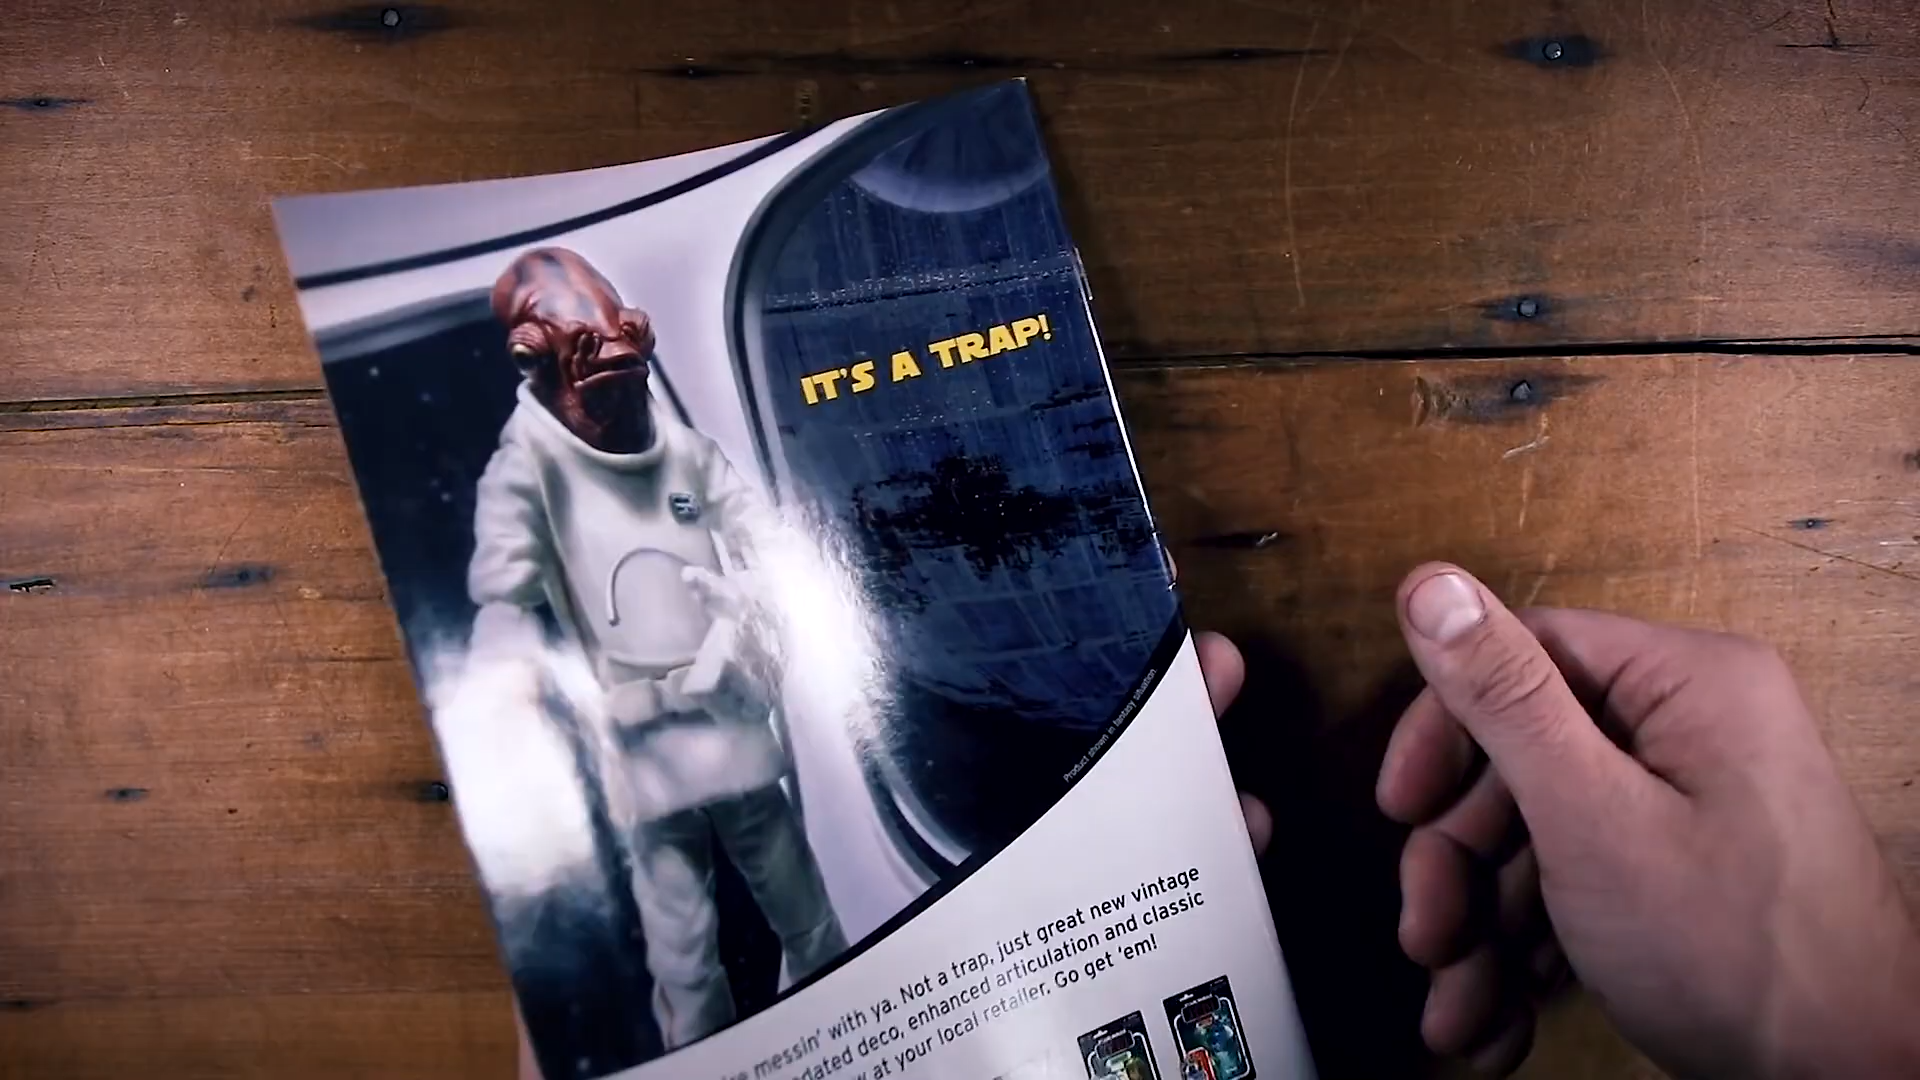 IT'S A TRAP!
Product shown in fantasy situation.
messin' with ya. Not a trap, just great new vintage
deco, enhanced articulation and classic
at your local retailer. Go get 'em!